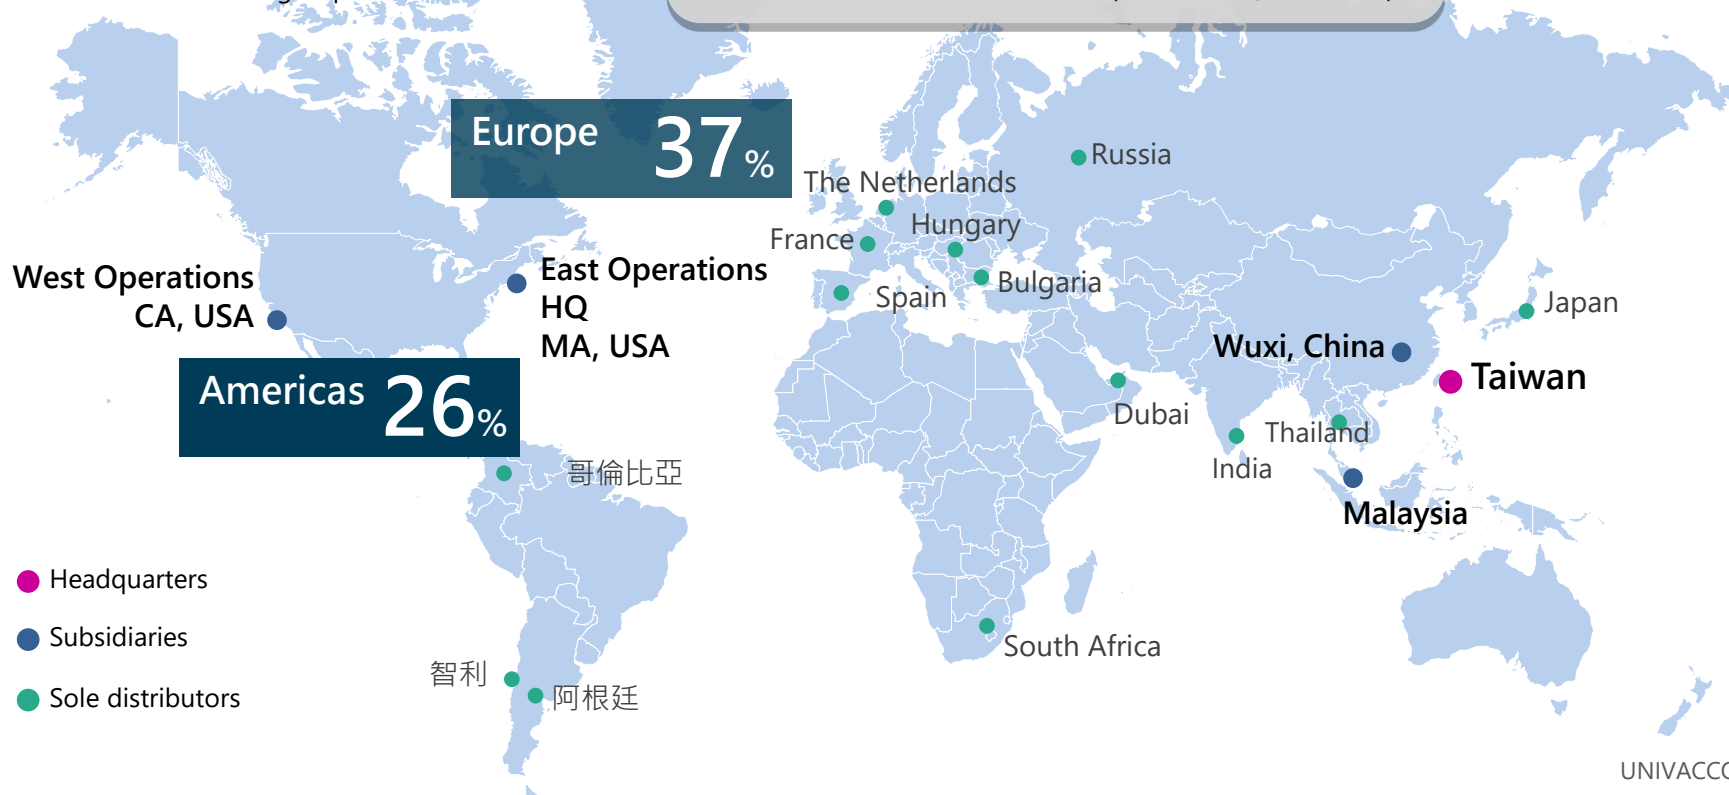 Europe 37%
Russia
The Netherlands
Hungary
France
West Operations
CA, USA
East Operations
HQ
MA, USA
Spain
Bulgaria
Japan
Wuxi, China
Taiwan
Americas 26%
Dubai
Thailand
India
哥倫比亞
Malaysia
Headquarters
Subsidiaries
South Africa
智利
Sole distributors
阿根廷